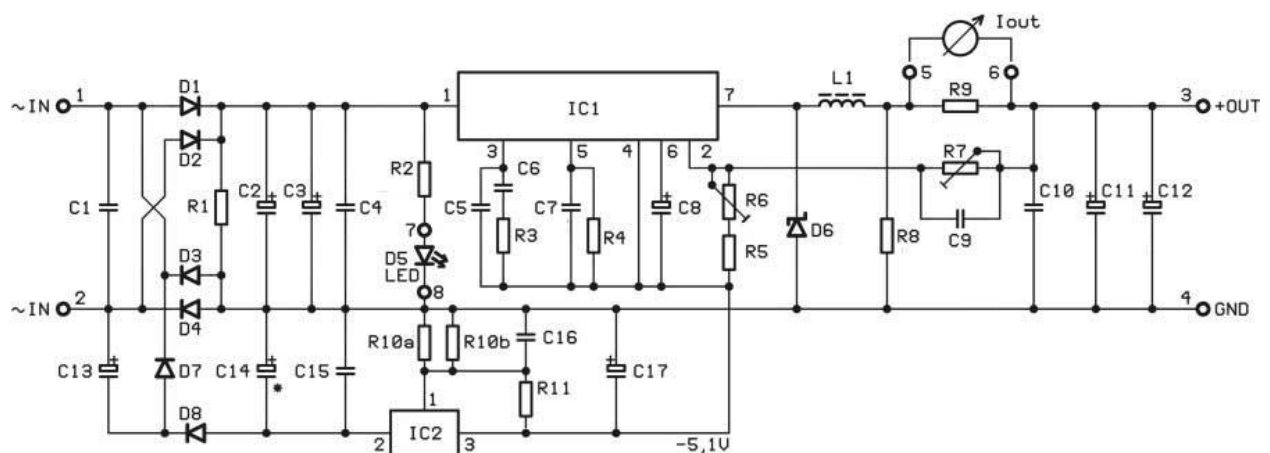 Iout
5 6
~IN 1 D1 1 IC1 7 L1 R9 3 +OUT
D2
3 5 4 6 2
R2 C6 R7
C1 R1 C2 + C3 + C4 C5 C7 + C8 R6 C10 + C11 + C12
7 R3 R4 D6 R8 C9
D3 D5 R5
LED
8
~IN 2 D4 4 GND
C13 + D7 C14 + * C15 R10a R10b C16 + C17
R11
D8 1
2 IC2 3 -5,1V